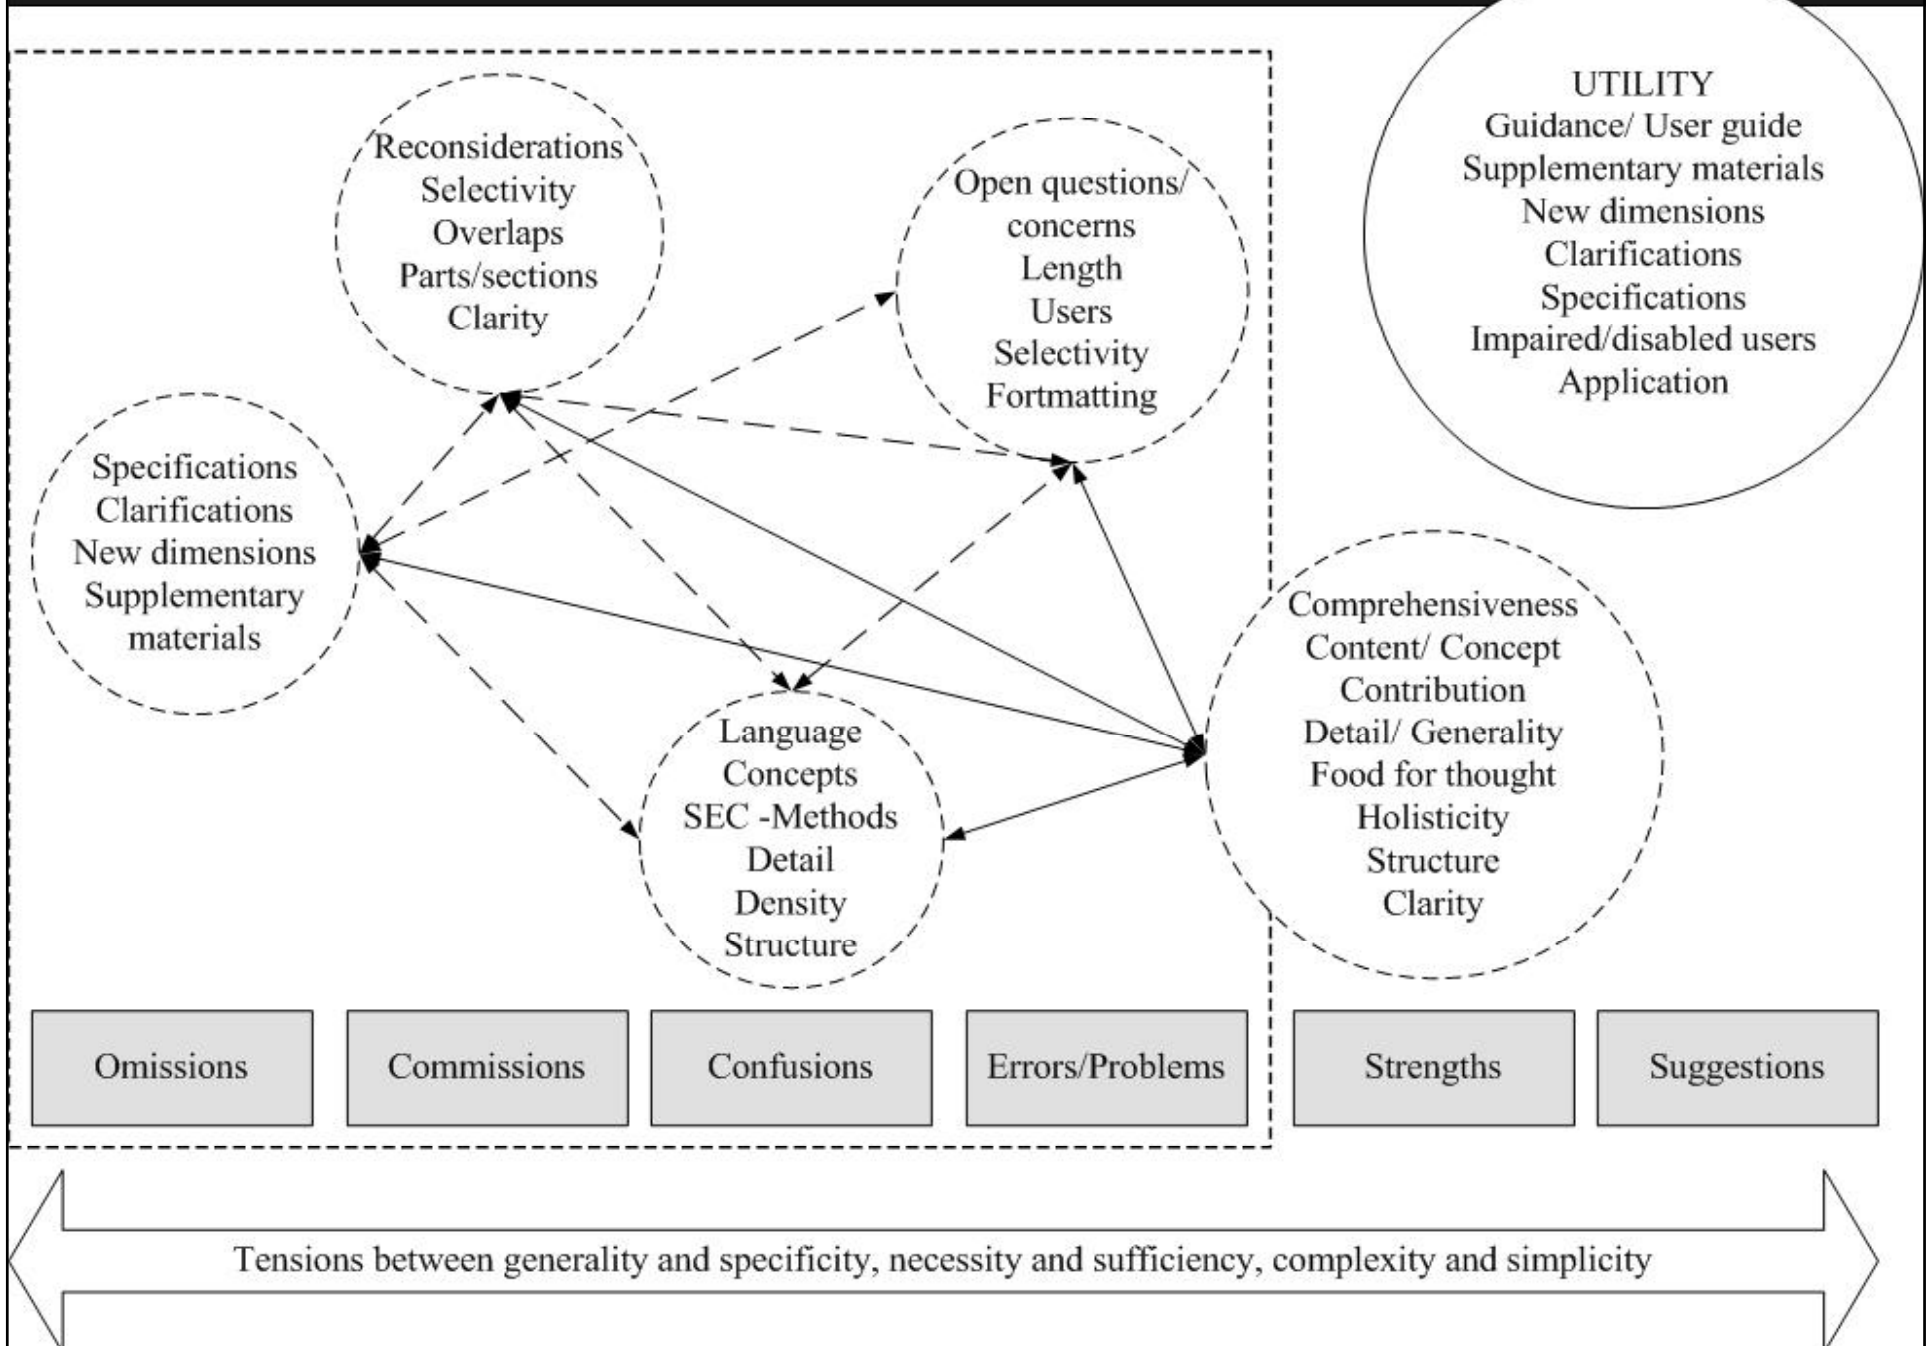 Reconsiderations
Selectivity
Overlaps
Parts/sections
Clarity
Open questions/
concerns
Length
Users
Selectivity
Fortmatting
UTILITY
Guidance/ User guide
Supplementary materials
New dimensions
Clarifications
Specifications
Impaired/disabled users
Application
Specifications
Clarifications
New dimensions
Supplementary
materials
Language
Concepts
SEC -Methods
Detail
Density
Structure
Comprehensiveness
Content/ Concept
Contribution
Detail/ Generality
Food for thought
Holisticity
Structure
Clarity
Omissions
Commissions
Confusions
Errors/Problems
Strengths
Suggestions
Tensions between generality and specificity, necessity and sufficiency, complexity and simplicity